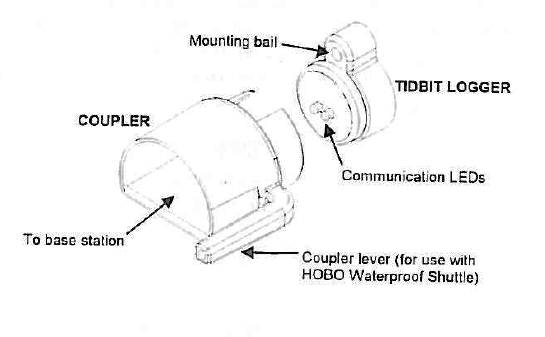 Mounting bail
TIDBIT LOGGER
COUPLER
Communication LEDs
To base station
Coupler lever (for use with
HOBO Waterproof Shuttle)